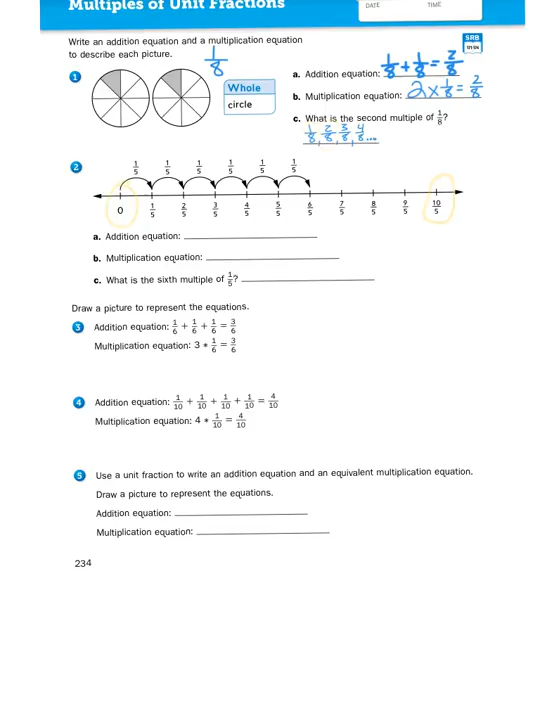 Multiples of Unit Fractions
DATE TIME
Write an addition equation and a multiplication equation
to describe each picture.
1/8
SRB
1
Whole
circle
a. Addition equation: 1/8 + 1/8 = 2/8
b. Multiplication equation: 2 x 1/8 = 2/8
c. What is the second multiple of 1/8?
1/8, 2/8, 3/8, 4/8...
2
1/5 1/5 1/5 1/5 1/5 1/5
0 1/5 2/5 3/5 4/5 5/5 6/5 7/5 8/5 9/5 10/5
a. Addition equation:
b. Multiplication equation:
c. What is the sixth multiple of 1/5?
Draw a picture to represent the equations.
3 Addition equation: 1/6 + 1/6 + 1/6 = 3/6
Multiplication equation: 3 * 1/6 = 3/6
4 Addition equation: 1/10 + 1/10 + 1/10 + 1/10 = 4/10
Multiplication equation: 4 * 1/10 = 4/10
5 Use a unit fraction to write an addition equation and an equivalent multiplication equation.
Draw a picture to represent the equations.
Addition equation:
Multiplication equation:
234